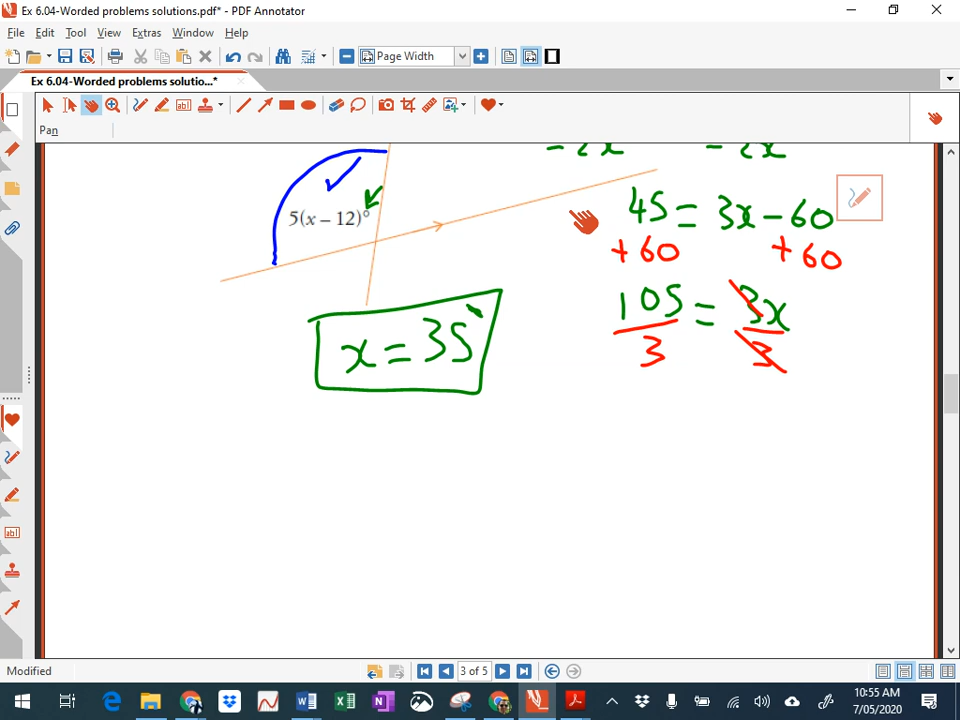 Ex 6.04-Worded problems solutions.pdf* - PDF Annotator
File Edit Tool View Extras Window Help
Page Width
Ex 6.04-Worded problems solutio...*
Pan
- 2x - 2x
5(x – 12)°
45 = 3x - 60
+ 60 + 60
105 = 3x
3 3
x = 35°
3 of 5
Modified
10:55 AM
7/05/2020